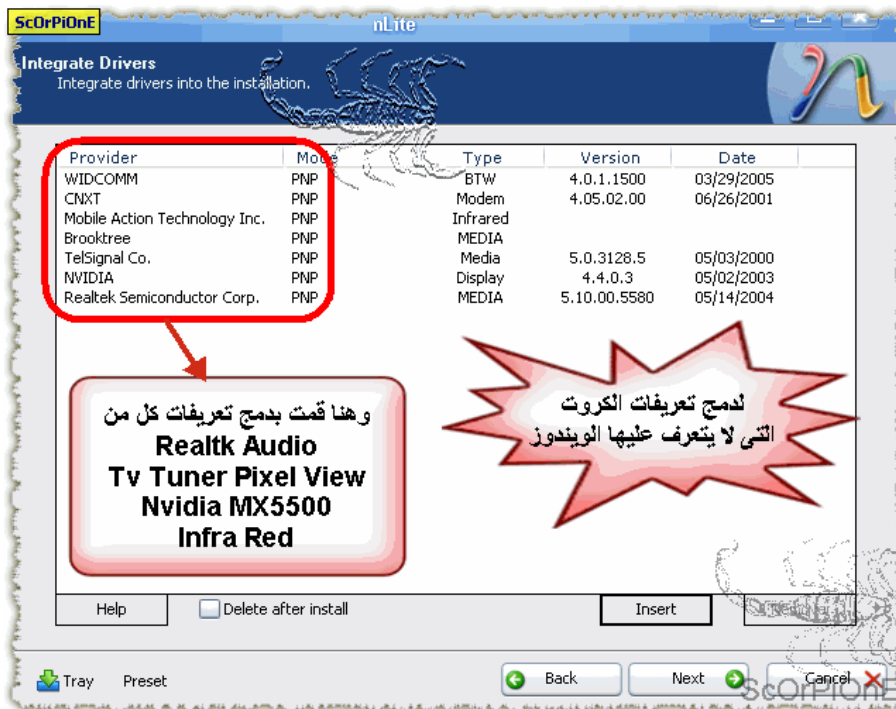 ScOrPiOnE
nLite
Integrate Drivers
Integrate drivers into the installation.
Provider Mode Type Version Date
WIDCOMM PNP BTW 4.0.1.1500 03/29/2005
CNXT PNP Modem 4.05.02.00 06/26/2001
Mobile Action Technology Inc. PNP Infrared
Brooktree PNP MEDIA
TelSignal Co. PNP Media 5.0.3128.5 05/03/2000
NVIDIA PNP Display 4.4.0.3 05/02/2003
Realtek Semiconductor Corp. PNP MEDIA 5.10.00.5580 05/14/2004
لدمج تعريفات الكروت
التى لا يتعرف عليها الويندوز
وهنا قمت بدمج تعريفات كل من
Realtk Audio
Tv Tuner Pixel View
Nvidia MX5500
Infra Red
Help Delete after install Insert
Tray Preset Back Next Cancel
ScOrPiOnE